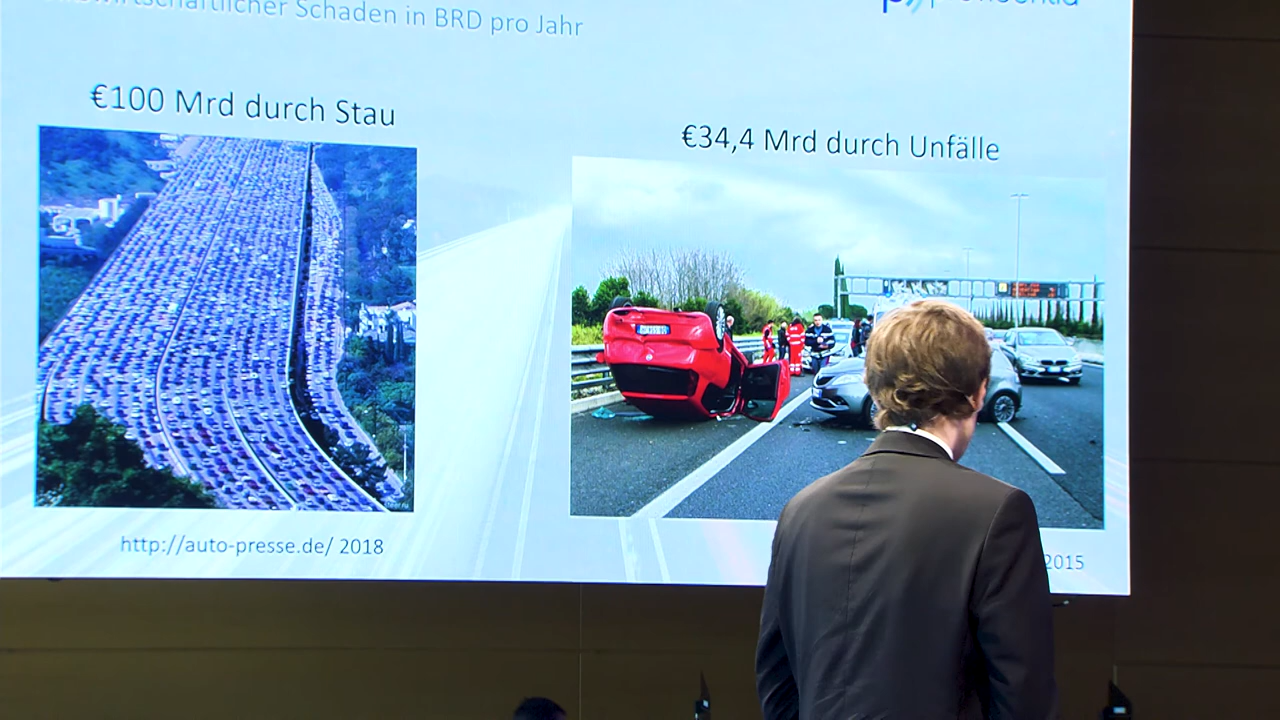 Schaden in BRD pro Jahr
€100 Mrd durch Stau
€34,4 Mrd durch Unfälle
http://auto-presse.de/ 2018
2015